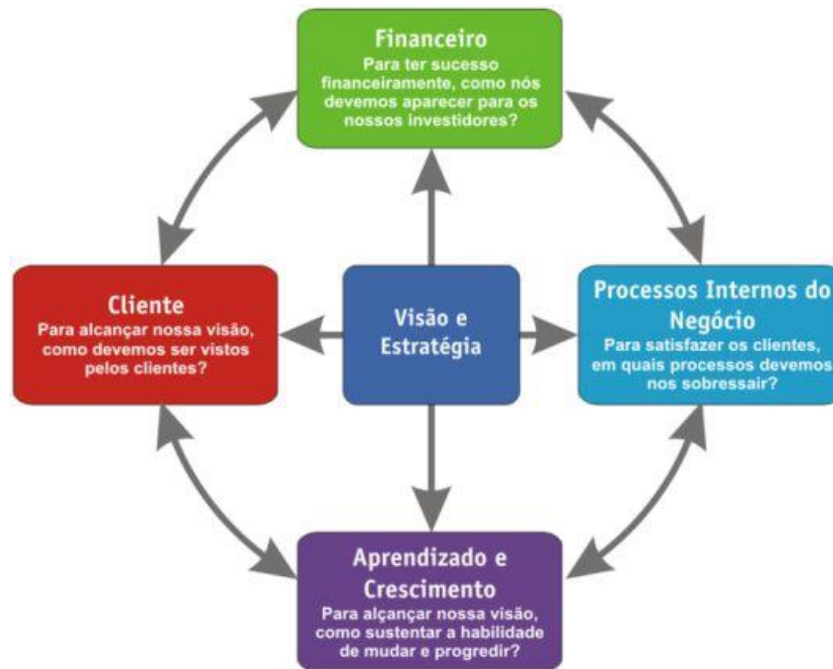 Financeiro
Para ter sucesso
financeiramente, como nós
devemos aparecer para os
nossos investidores?
Cliente
Para alcançar nossa visão,
como devemos ser vistos
pelos clientes?
Visão e
Estratégia
Processos Internos do
Negócio
Para satisfazer os clientes,
em quais processos devemos
nos sobressair?
Aprendizado e
Crescimento
Para alçançar nossa visão,
como sustentar a habilidade
de mudar e progredir?